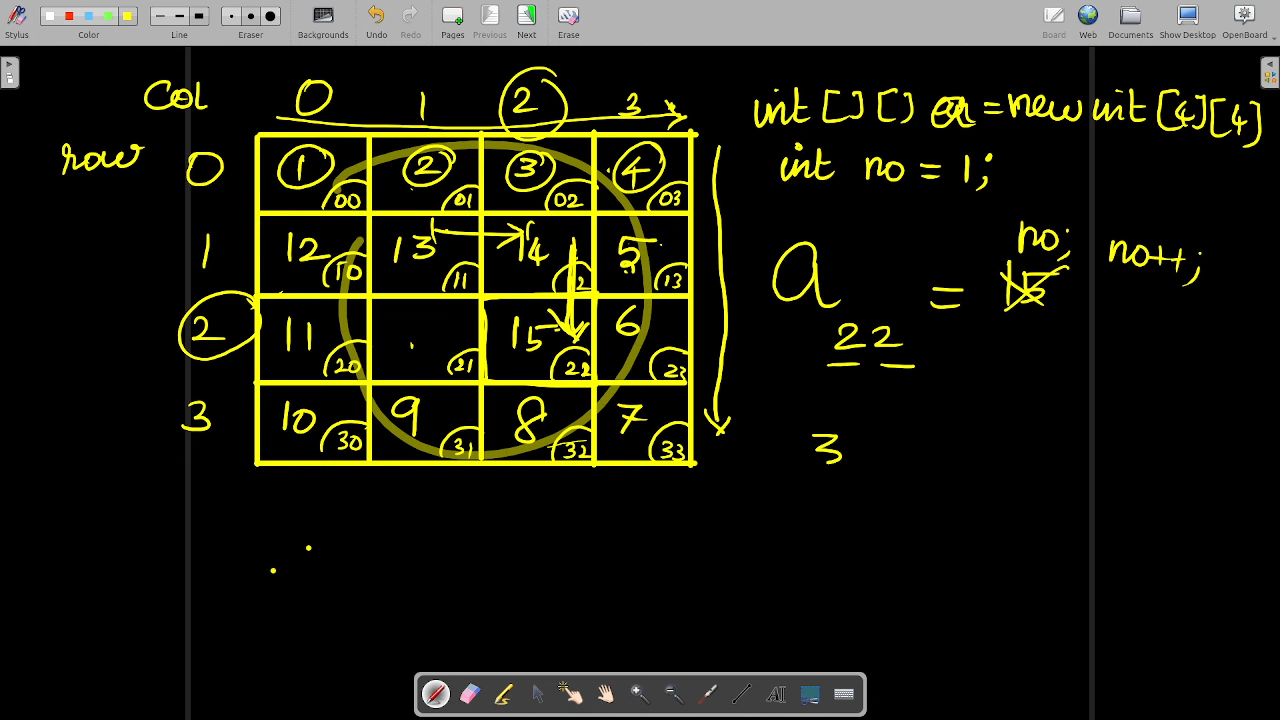 Stylus Color Line Eraser Backgrounds Undo Redo Pages Previous Next Erase Board Web Documents Show Desktop OpenBoard
Col 0 1 2 3
row 0 1 00 2 01 3 02 4 03
1 12 10 13 11 14 12 5 13
2 11 20 21 15 22 6 23
3 10 30 9 31 8 32 7 33
int [] [] a = new int [4][4]
int no = 1;
no; no++;
a22 =
3
AI